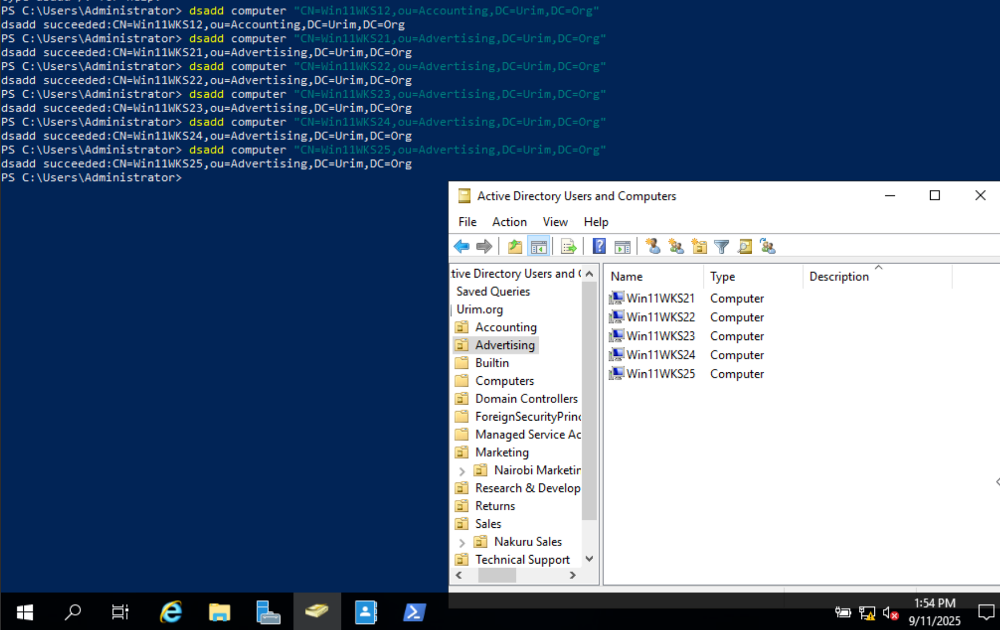 PS C:\Users\Administrator> dsadd computer "CN=Win11WKS12,ou=Accounting,DC=Urim,DC=Org"
dsadd succeeded:CN=Win11WKS12,ou=Accounting,DC=Urim,DC=Org
PS C:\Users\Administrator> dsadd computer "CN=Win11WKS21,ou=Advertising,DC=Urim,DC=Org"
dsadd succeeded:CN=Win11WKS21,ou=Advertising,DC=Urim,DC=Org
PS C:\Users\Administrator> dsadd computer "CN=Win11WKS22,ou=Advertising,DC=Urim,DC=Org"
dsadd succeeded:CN=Win11WKS22,ou=Advertising,DC=Urim,DC=Org
PS C:\Users\Administrator> dsadd computer "CN=Win11WKS23,ou=Advertising,DC=Urim,DC=Org"
dsadd succeeded:CN=Win11WKS23,ou=Advertising,DC=Urim,DC=Org
PS C:\Users\Administrator> dsadd computer "CN=Win11WKS24,ou=Advertising,DC=Urim,DC=Org"
dsadd succeeded:CN=Win11WKS24,ou=Advertising,DC=Urim,DC=Org
PS C:\Users\Administrator> dsadd computer "CN=Win11WKS25,ou=Advertising,DC=Urim,DC=Org"
dsadd succeeded:CN=Win11WKS25,ou=Advertising,DC=Urim,DC=Org
PS C:\Users\Administrator>
Active Directory Users and Computers
File Action View Help
tive Directory Users and
Saved Queries
Urim.org
Accounting
Advertising
Builtin
Computers
Domain Controllers
ForeignSecurityPrinc
Managed Service Ac
Marketing
Nairobi Marketin
Research & Develop
Returns
Sales
Nakuru Sales
Technical Support
Name Type Description
Win11WKS21 Computer
Win11WKS22 Computer
Win11WKS23 Computer
Win11WKS24 Computer
Win11WKS25 Computer
1:54 PM
9/11/2025